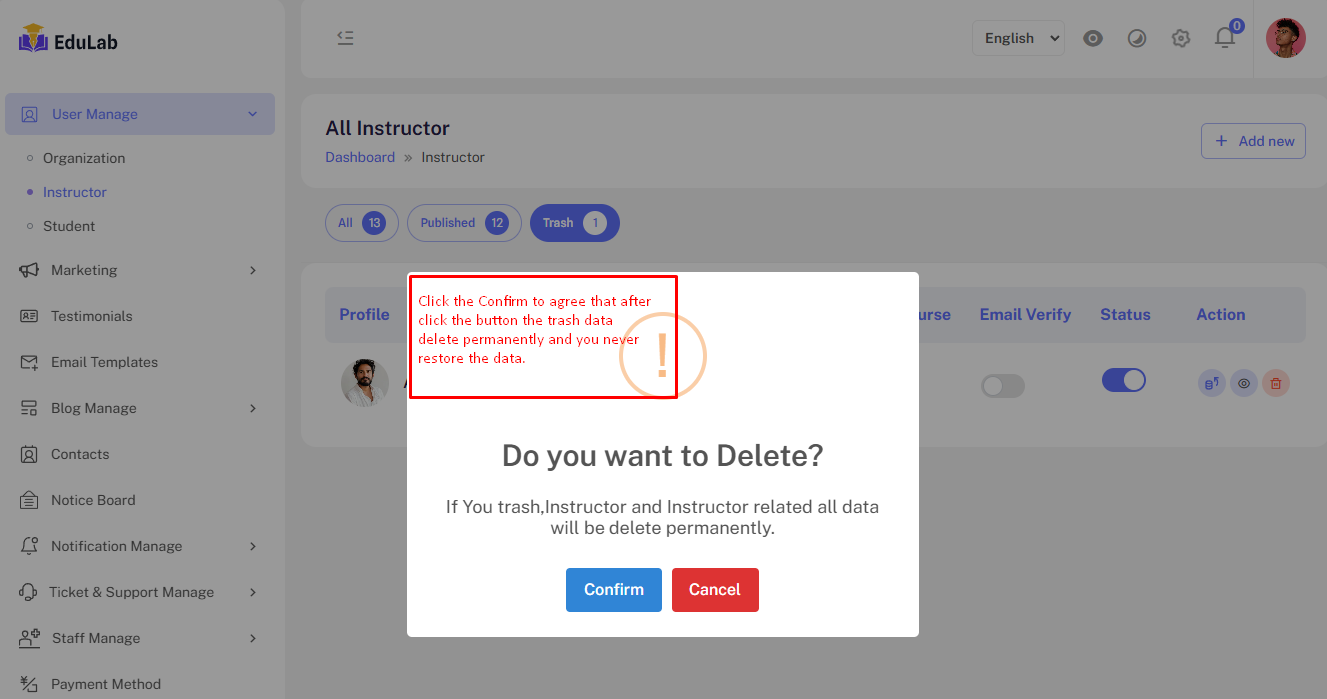 EduLab
English
0
User Manage
Organization
Instructor
Student
Marketing
Testimonials
Email Templates
Blog Manage
Contacts
Notice Board
Notification Manage
Ticket & Support Manage
Staff Manage
Payment Method
All Instructor
Dashboard » Instructor
+ Add new
All 13
Published 12
Trash 1
Profile
urse
Email Verify
Status
Action
Click the Confirm to agree that after
click the button the trash data
delete permanently and you never
restore the data.
!
Do you want to Delete?
If You trash,Instructor and Instructor related all data
will be delete permanently.
Confirm
Cancel